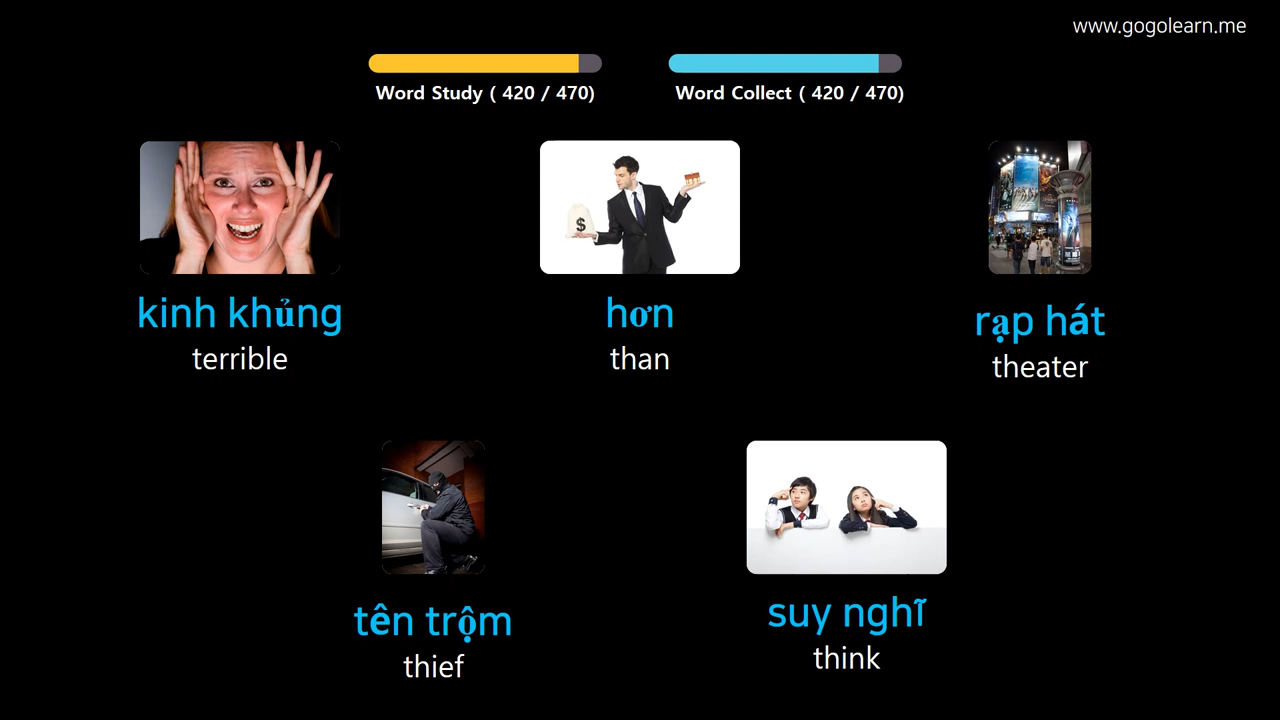 www.gogolearn.me
Word Study ( 420 / 470)
Word Collect ( 420 / 470)
kinh khủng
terrible
hơn
than
rạp hát
theater
tên trộm
thief
suy nghĩ
think
$